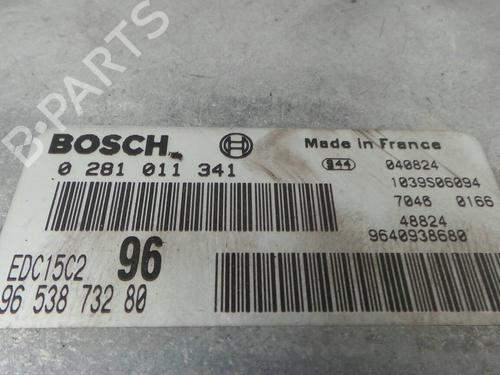 B-PARTS
BOSCH
Made in France
0 281 011 341
944 040824
1039S06094
7046 0166
48824
9640938680
EDC15C2 96
96 538 732 80